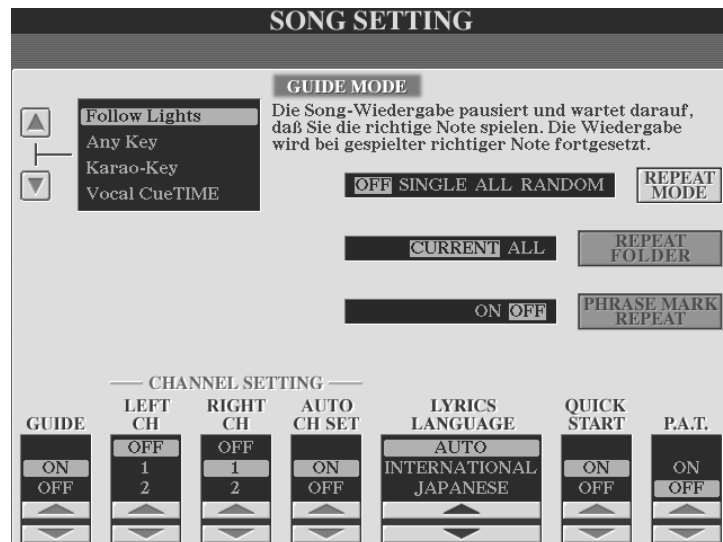 SONG SETTING
GUIDE MODE
Follow Lights
Any Key
Karao-Key
Vocal CueTIME
Die Song-Wiedergabe pausiert und wartet darauf,
daß Sie die richtige Note spielen. Die Wiedergabe
wird bei gespielter richtiger Note fortgesetzt.
OFF SINGLE ALL RANDOM
REPEAT
MODE
CURRENT ALL
REPEAT
FOLDER
ON OFF
PHRASE MARK
REPEAT
CHANNEL SETTING
GUIDE
ON
OFF
LEFT
CH
OFF
1
2
RIGHT
CH
OFF
1
2
AUTO
CH SET
ON
OFF
LYRICS
LANGUAGE
AUTO
INTERNATIONAL
JAPANESE
QUICK
START
ON
OFF
P.A.T.
ON
OFF